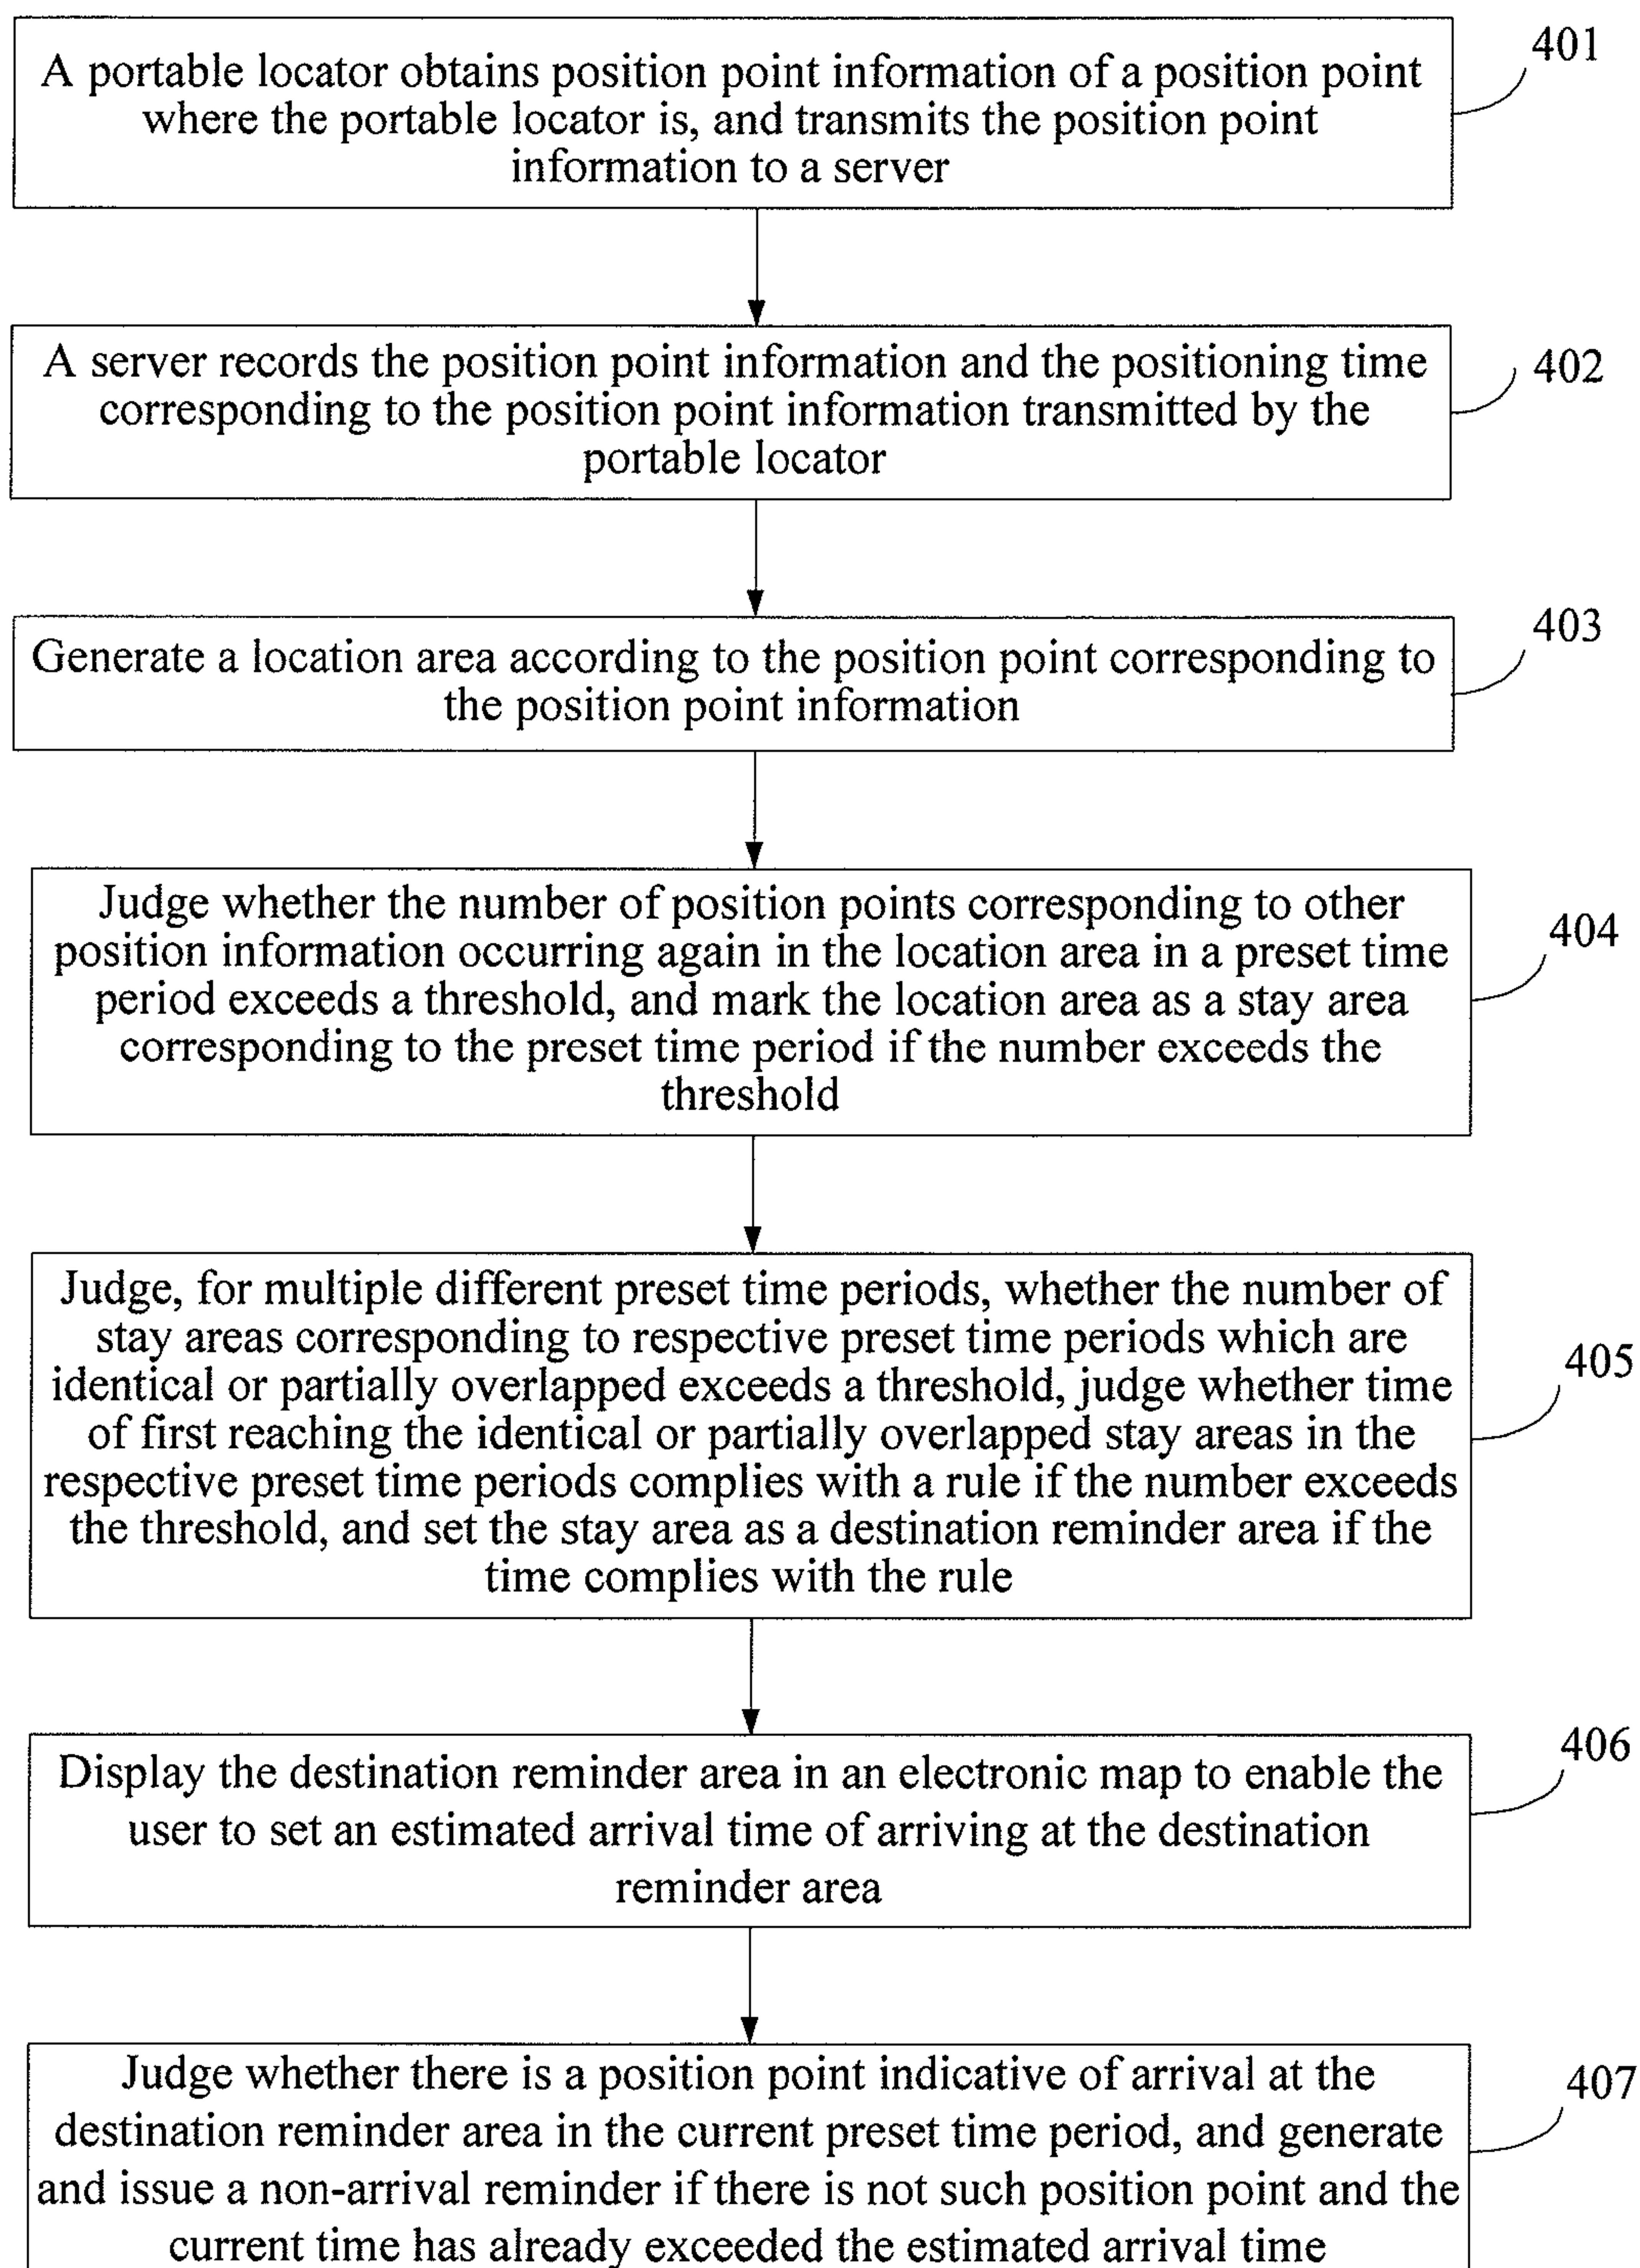 A portable locator obtains position point information of a position point
where the portable locator is, and transmits the position point
information to a server
401
A server records the position point information and the positioning time
corresponding to the position point information transmitted by the
portable locator
402
Generate a location area according to the position point corresponding to
the position point information
403
Judge whether the number of position points corresponding to other
position information occurring again in the location area in a preset time
period exceeds a threshold, and mark the location area as a stay area
corresponding to the preset time period if the number exceeds the
threshold
404
Judge, for multiple different preset time periods, whether the number of
stay areas corresponding to respective preset time periods which are
identical or partially overlapped exceeds a threshold, judge whether time
of first reaching the identical or partially overlapped stay areas in the
respective preset time periods complies with a rule if the number exceeds
the threshold, and set the stay area as a destination reminder area if the
time complies with the rule
405
Display the destination reminder area in an electronic map to enable the
user to set an estimated arrival time of arriving at the destination
reminder area
406
Judge whether there is a position point indicative of arrival at the
destination reminder area in the current preset time period, and generate
and issue a non-arrival reminder if there is not such position point and the
current time has already exceeded the estimated arrival time
407